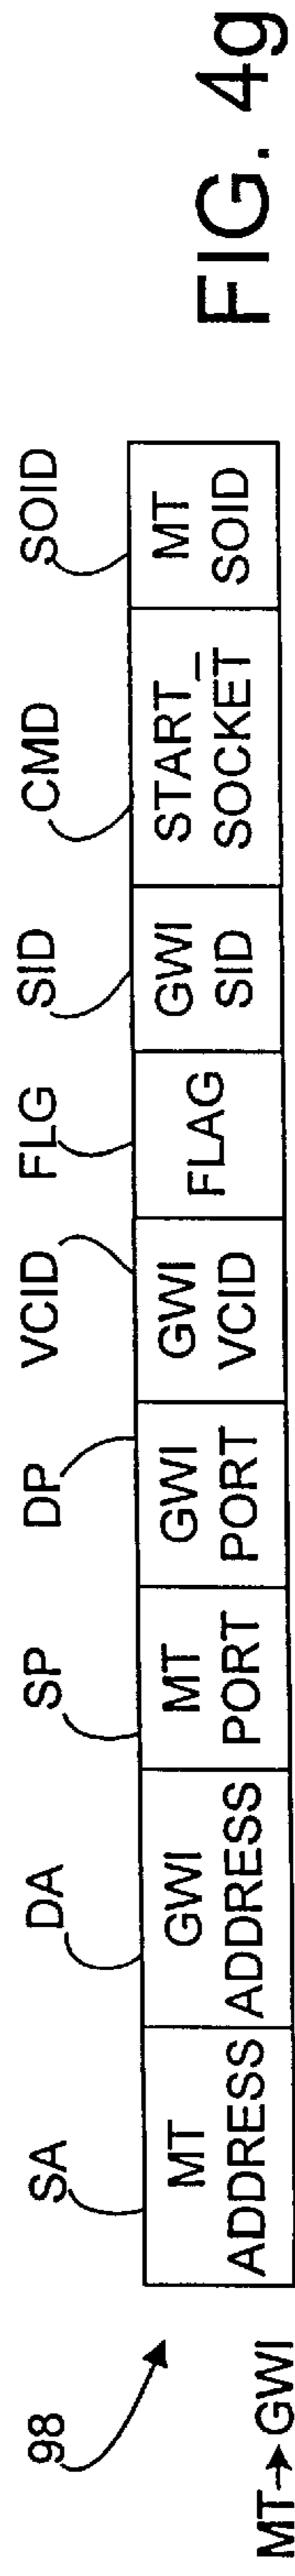 98
SA
DA
SP
DP
VCID
FLG
SID
CMD
SOID
MT
ADDRESS
GWI
ADDRESS
MT
PORT
GWI
PORT
GWI
VCID
FLAG
GWI
SID
START_
SOCKET
MT
SOID
MT→GWI
FIG. 4g